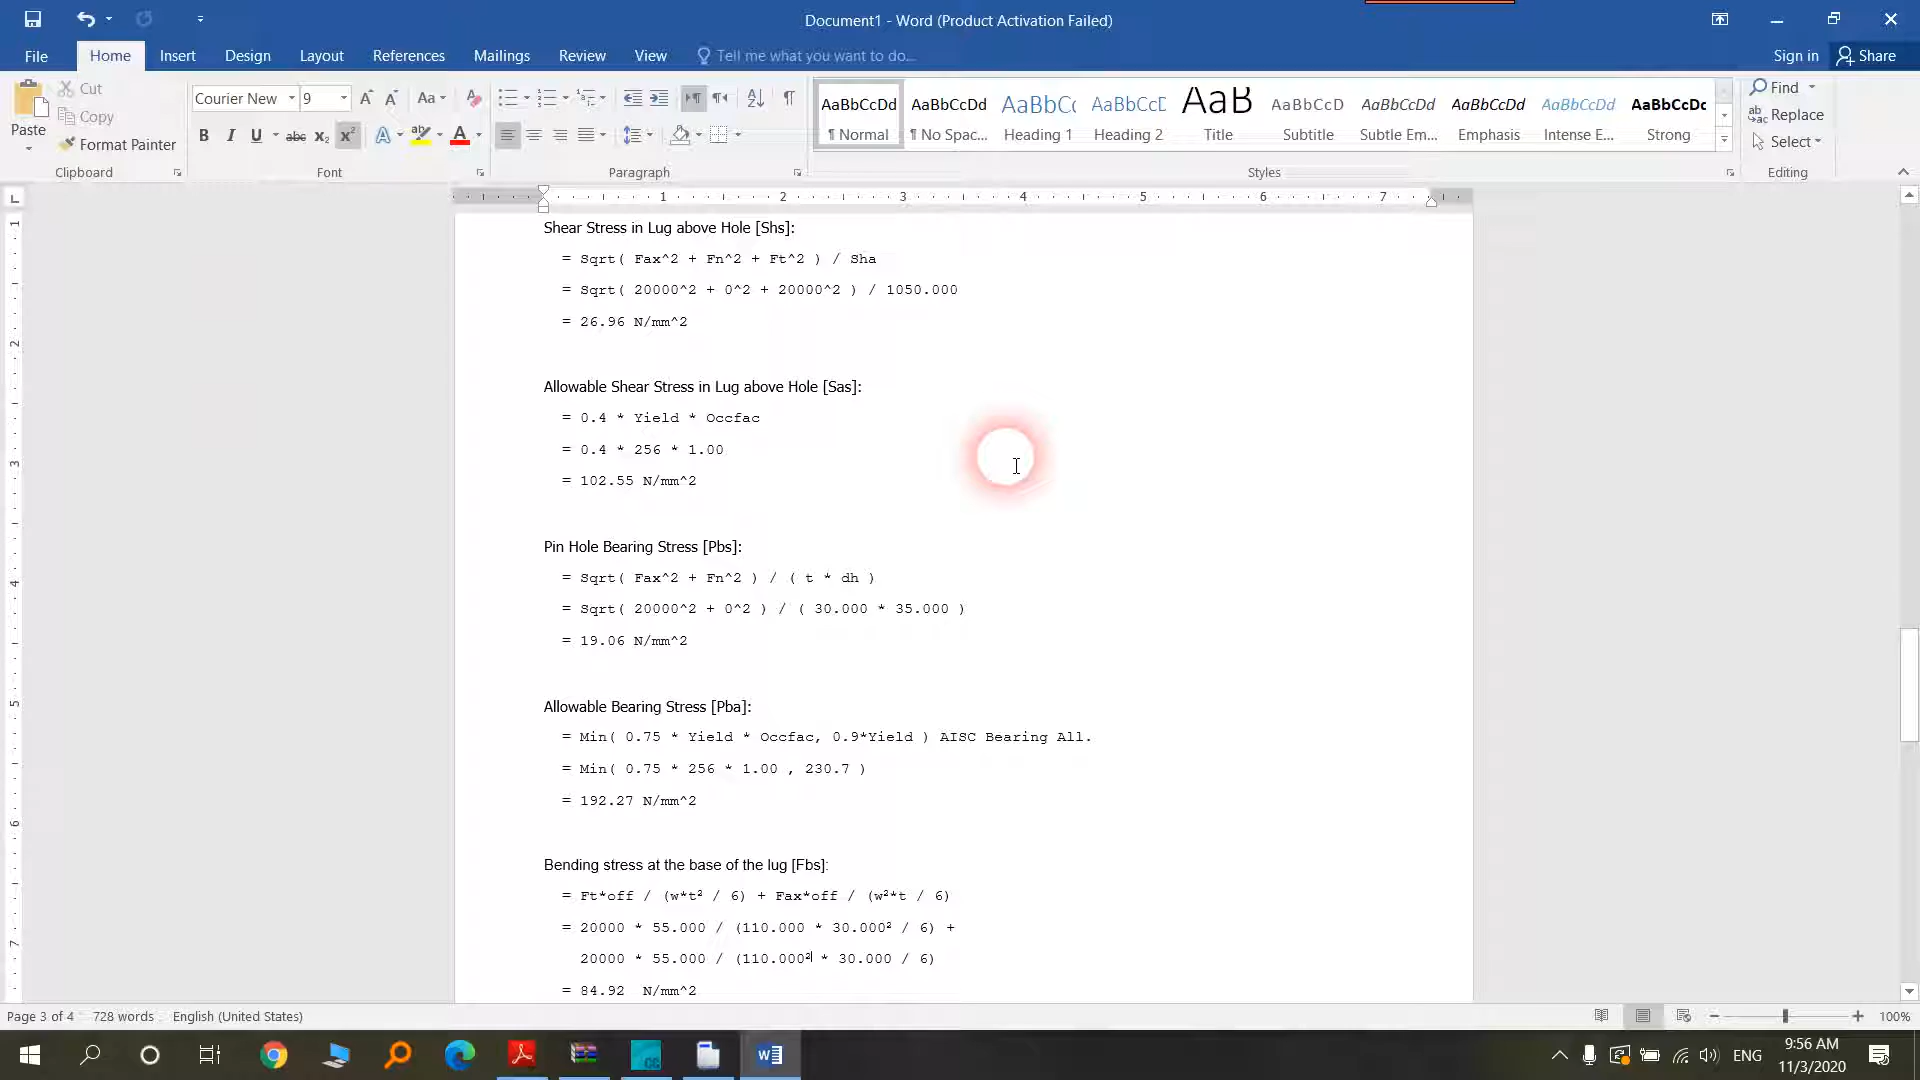 Document1 - Word (Product Activation Failed)
File Home Insert Design Layout References Mailings Review View Tell me what you want to do... Sign in Share
Paste
Cut
Copy
Format Painter
Clipboard
Courier New 9
Font
Paragraph
AaBbCcDd AaBbCcDd AaBbCc AaBbCcD AaB AaBbCcD AaBbCcDd AaBbCcDd AaBbCcDd AaBbCcDc
¶ Normal ¶ No Spac... Heading 1 Heading 2 Title Subtitle Subtle Em... Emphasis Intense E... Strong
Styles
Find
Replace
Select
Editing
1 2 3 4 5 6 7
Shear Stress in Lug above Hole [Shs]:
= Sqrt( Fax^2 + Fn^2 + Ft^2 ) / Sha
= Sqrt( 20000^2 + 0^2 + 20000^2 ) / 1050.000
= 26.96 N/mm^2
Allowable Shear Stress in Lug above Hole [Sas]:
= 0.4 * Yield * Occfac
= 0.4 * 256 * 1.00
= 102.55 N/mm^2
Pin Hole Bearing Stress [Pbs]:
= Sqrt( Fax^2 + Fn^2 ) / ( t * dh )
= Sqrt( 20000^2 + 0^2 ) / ( 30.000 * 35.000 )
= 19.06 N/mm^2
Allowable Bearing Stress [Pba]:
= Min( 0.75 * Yield * Occfac, 0.9*Yield ) AISC Bearing All.
= Min( 0.75 * 256 * 1.00 , 230.7 )
= 192.27 N/mm^2
Bending stress at the base of the lug [Fbs]:
= Ft*off / (w*t² / 6) + Fax*off / (w²*t / 6)
= 20000 * 55.000 / (110.000 * 30.000² / 6) +
20000 * 55.000 / (110.000² * 30.000 / 6)
= 84.92 N/mm^2
Page 3 of 4 728 words English (United States) 100%
ENG
9:56 AM
11/3/2020